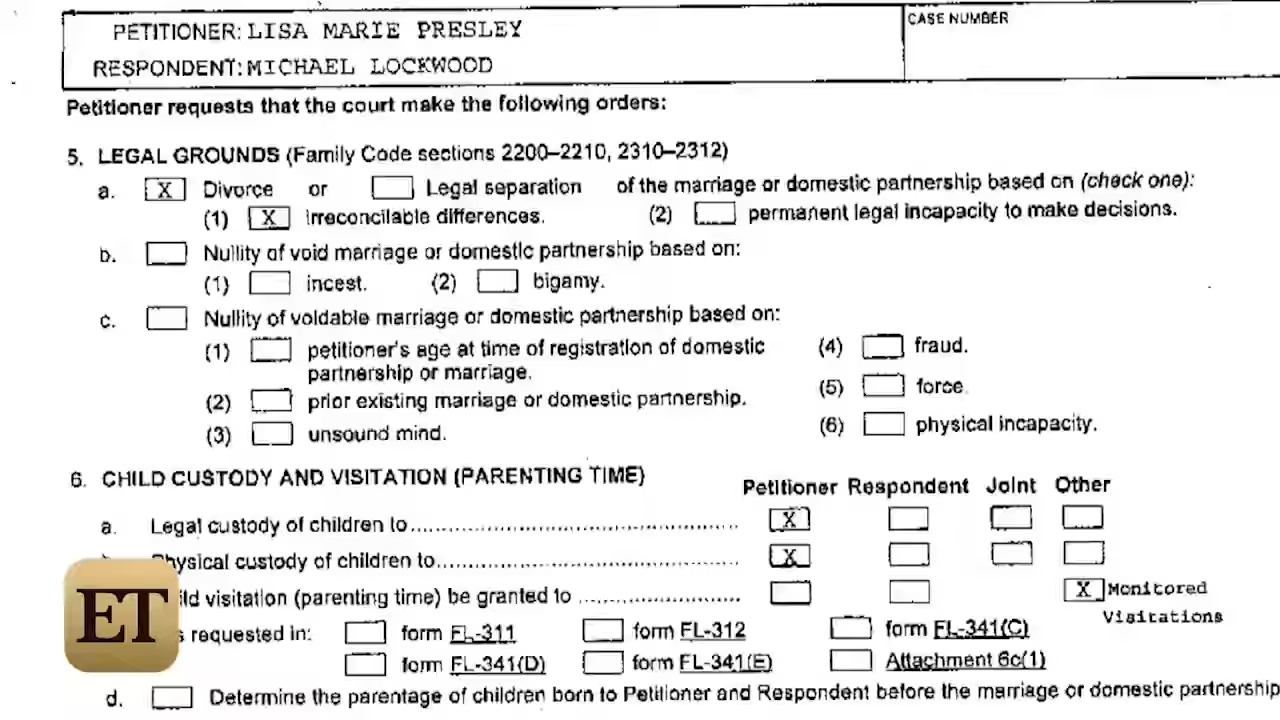 PETITIONER: LISA MARIE PRESLEY
CASE NUMBER
RESPONDENT: MICHAEL LOCKWOOD
Petitioner requests that the court make the following orders:
5. LEGAL GROUNDS (Family Code sections 2200–2210, 2310–2312)
a. X Divorce or Legal separation of the marriage or domestic partnership based on (check one):
(1) X irreconcilable differences. (2) permanent legal incapacity to make decisions.
b. Nullity of void marriage or domestic partnership based on:
(1) incest. (2) bigamy.
c. Nullity of voidable marriage or domestic partnership based on:
(1) petitioner's age at time of registration of domestic (4) fraud.
partnership or marriage.
(5) force.
(2) prior existing marriage or domestic partnership.
(3) unsound mind. (6) physical incapacity.
6. CHILD CUSTODY AND VISITATION (PARENTING TIME)
Petitioner Respondent Joint Other
a. Legal custody of children to X
hysical custody of children to X
ild visitation (parenting time) be granted to X Monitored
Visitations
s requested in: form FL-311 form FL-312 form FL-341(C)
form FL-341(D) form FL-341(E) Attachment 6c(1)
d. Determine the parentage of children born to Petitioner and Respondent before the marriage or domestic partnership
ET